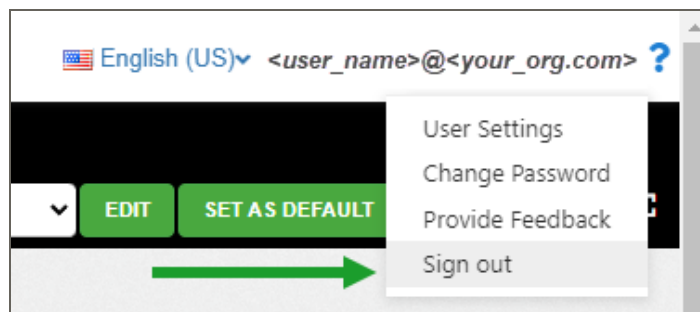 English (US) <user_name>@<your_org.com> ?
User Settings
Change Password
EDIT SET AS DEFAULT Provide Feedback
Sign out